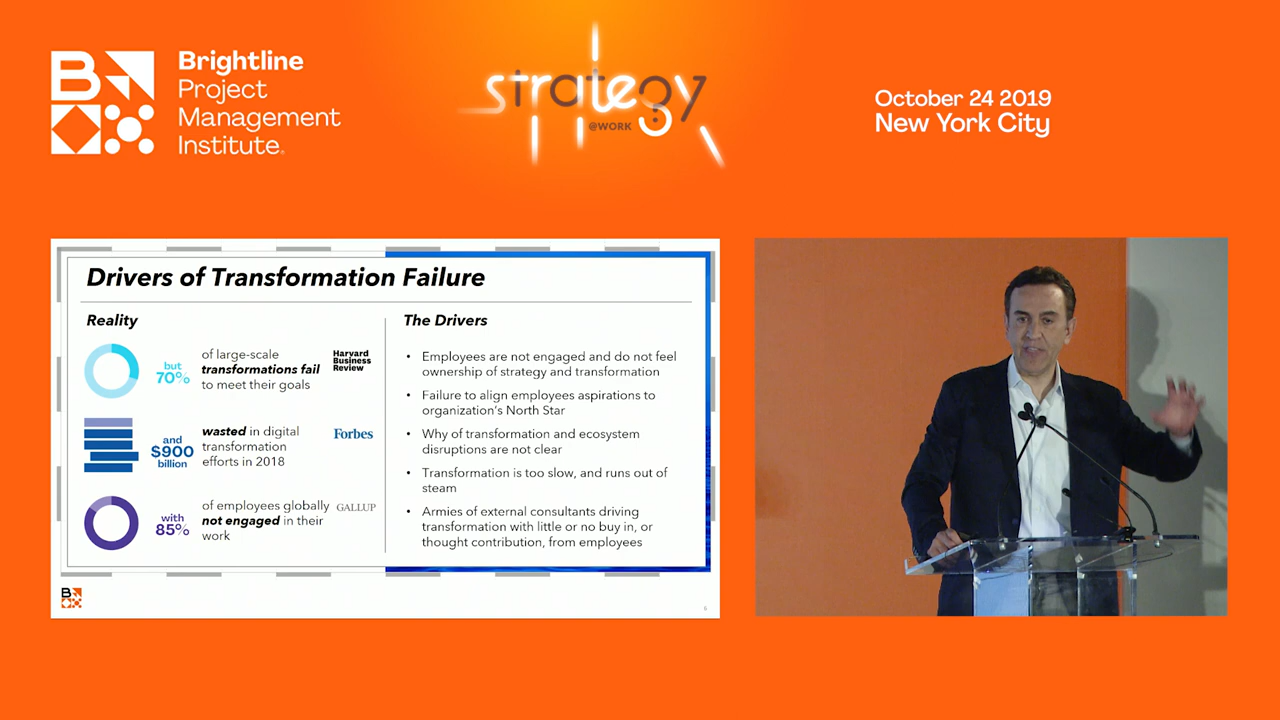 Brightline
Project
Management
Institute.
strategy
@WORK
October 24 2019
New York City
Drivers of Transformation Failure
Reality
but
70%
of large-scale
transformations fail
to meet their goals
Harvard
Business
Review
and
$900
billion
wasted in digital
transformation
efforts in 2018
Forbes
with
85%
of employees globally
not engaged in their
work
GALLUP
The Drivers
• Employees are not engaged and do not feel
ownership of strategy and transformation
• Failure to align employees aspirations to
organization's North Star
• Why of transformation and ecosystem
disruptions are not clear
• Transformation is too slow, and runs out of
steam
• Armies of external consultants driving
transformation with little or no buy in, or
thought contribution, from employees
B
6